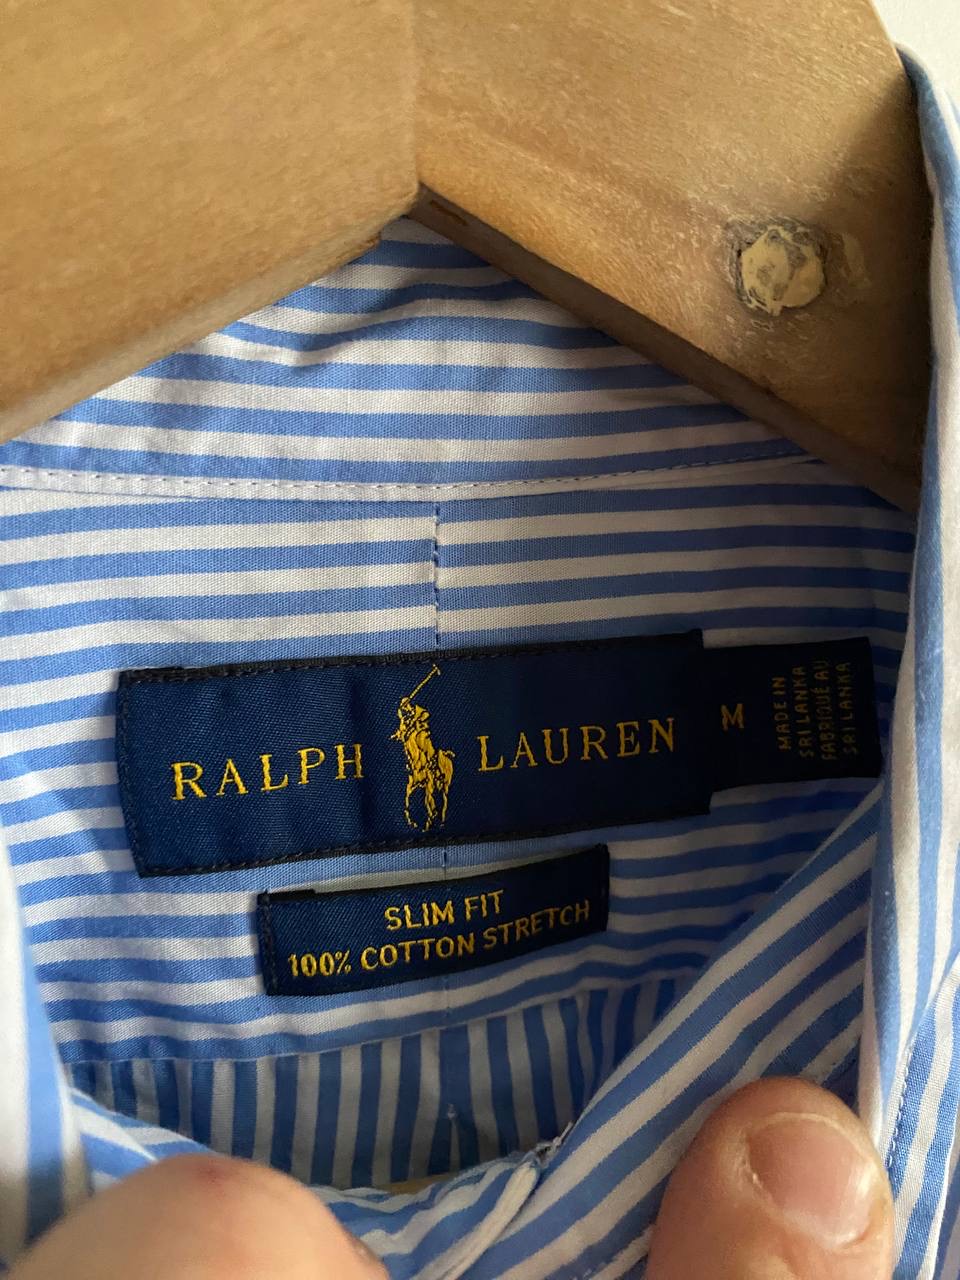 RALPH LAUREN
M
MADE IN
SRI LANKA
FABRIQUÉ AU
SRI LANKA
SLIM FIT
100% COTTON STRETCH